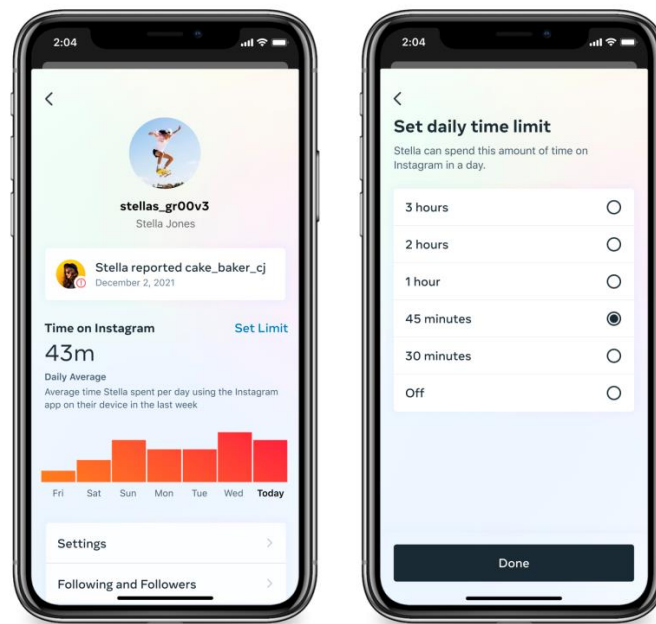 2:04
stellas_gr00v3
Stella Jones
Stella reported cake_baker_cj
December 2, 2021
Time on Instagram
Set Limit
43m
Daily Average
Average time Stella spent per day using the Instagram
app on their device in the last week
Fri Sat Sun Mon Tue Wed Today
Settings
Following and Followers
2:04
Set daily time limit
Stella can spend this amount of time on
Instagram in a day.
3 hours
2 hours
1 hour
45 minutes
30 minutes
Off
Done